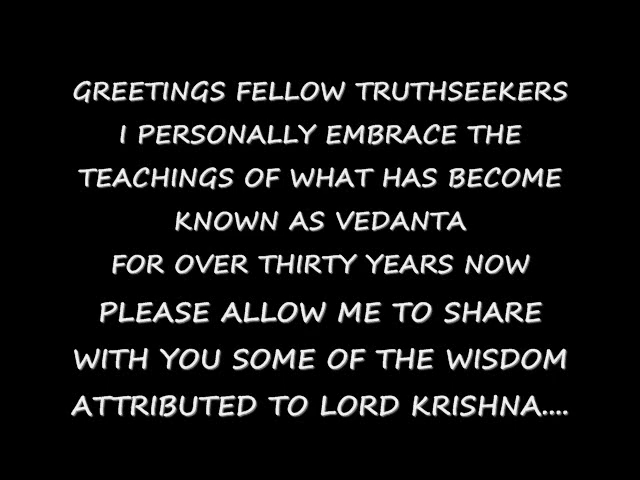 GREETINGS FELLOW TRUTHSEEKERS
I PERSONALLY EMBRACE THE
TEACHINGS OF WHAT HAS BECOME
KNOWN AS VEDANTA
FOR OVER THIRTY YEARS NOW
PLEASE ALLOW ME TO SHARE
WITH YOU SOME OF THE WISDOM
ATTRIBUTED TO LORD KRISHNA....